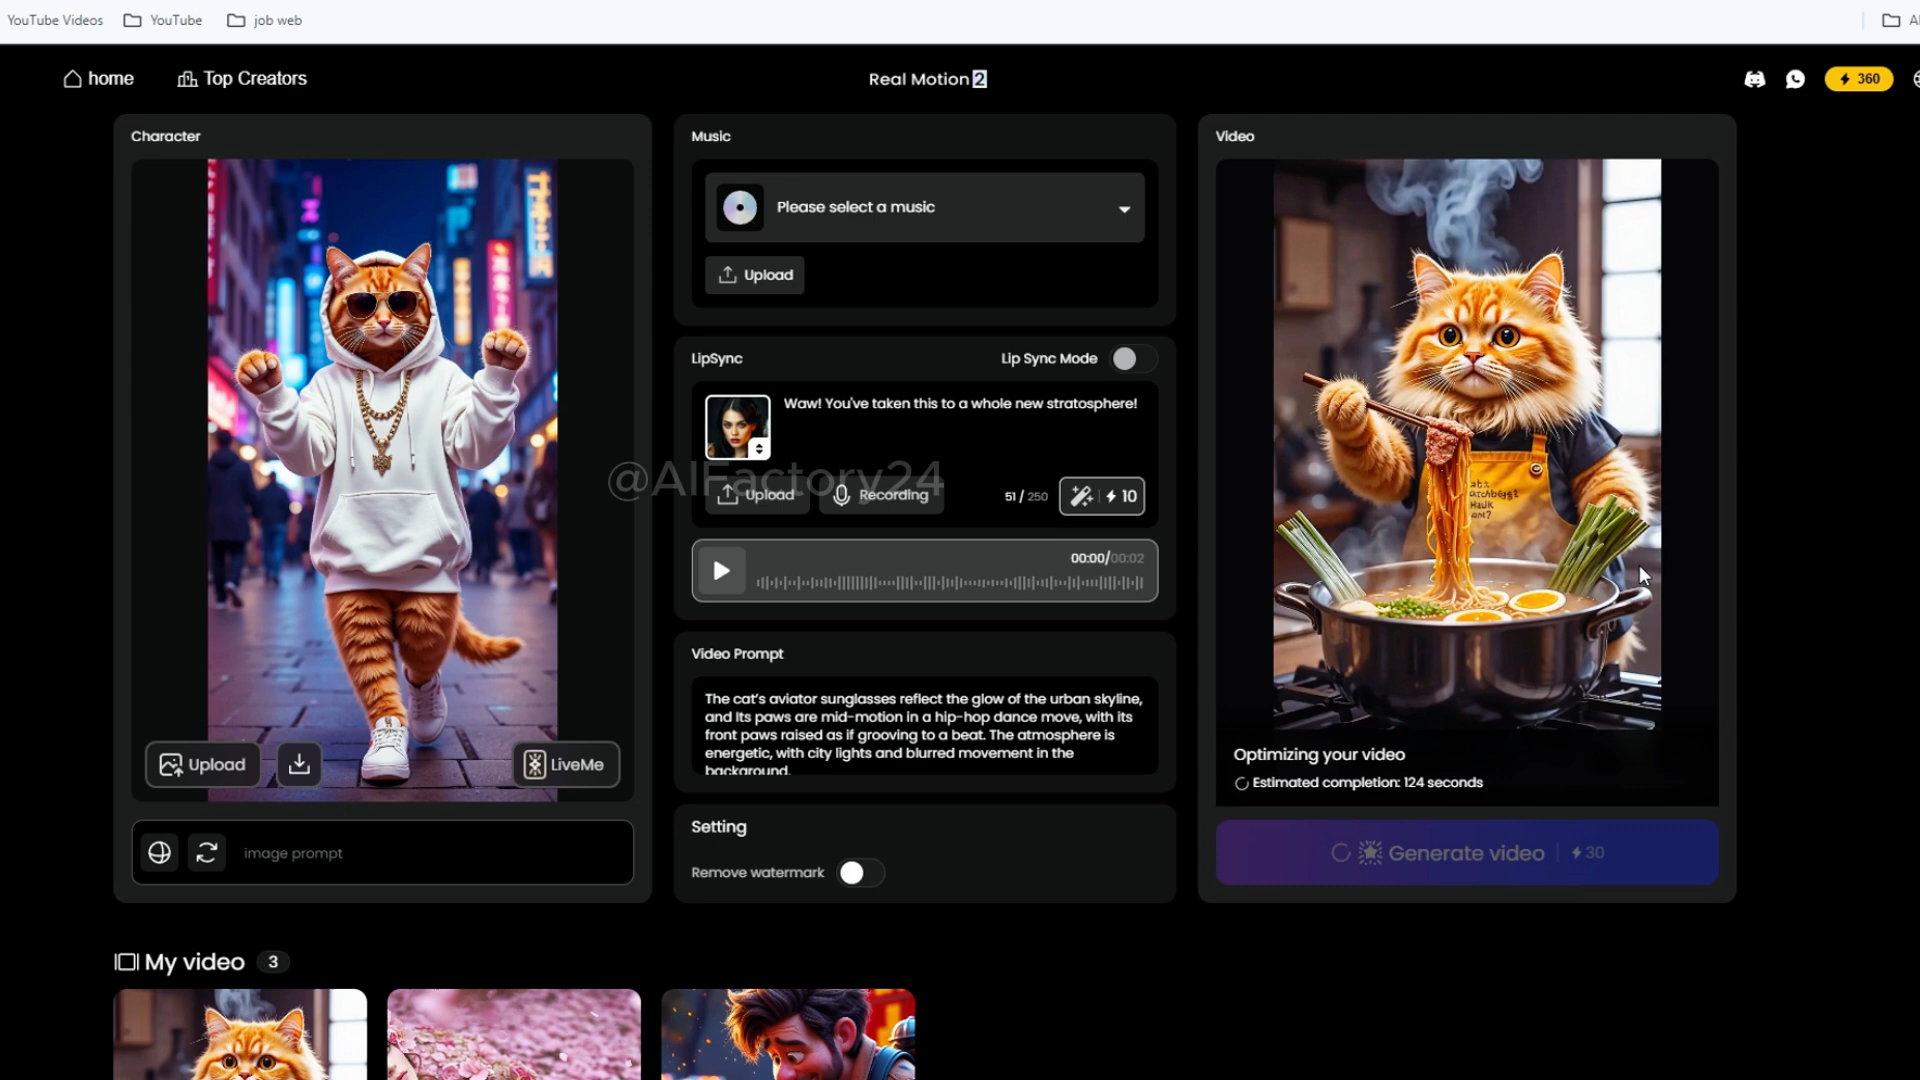 YouTube Videos
YouTube
job web
home
Top Creators
Real Motion 2
360
Character
Upload
LiveMe
image prompt
Music
Please select a music
Upload
LipSync
Lip Sync Mode
Waw! You've taken this to a whole new stratosphere!
@AIFactory24
Upload
Recording
51 / 250
10
00:00/00:02
Video Prompt
The cat's aviator sunglasses reflect the glow of the urban skyline,
and its paws are mid-motion in a hip-hop dance move, with its
front paws raised as if grooving to a beat. The atmosphere is
energetic, with city lights and blurred movement in the
background.
Setting
Remove watermark
Video
Optimizing your video
Estimated completion: 124 seconds
Generate video
30
My video
3